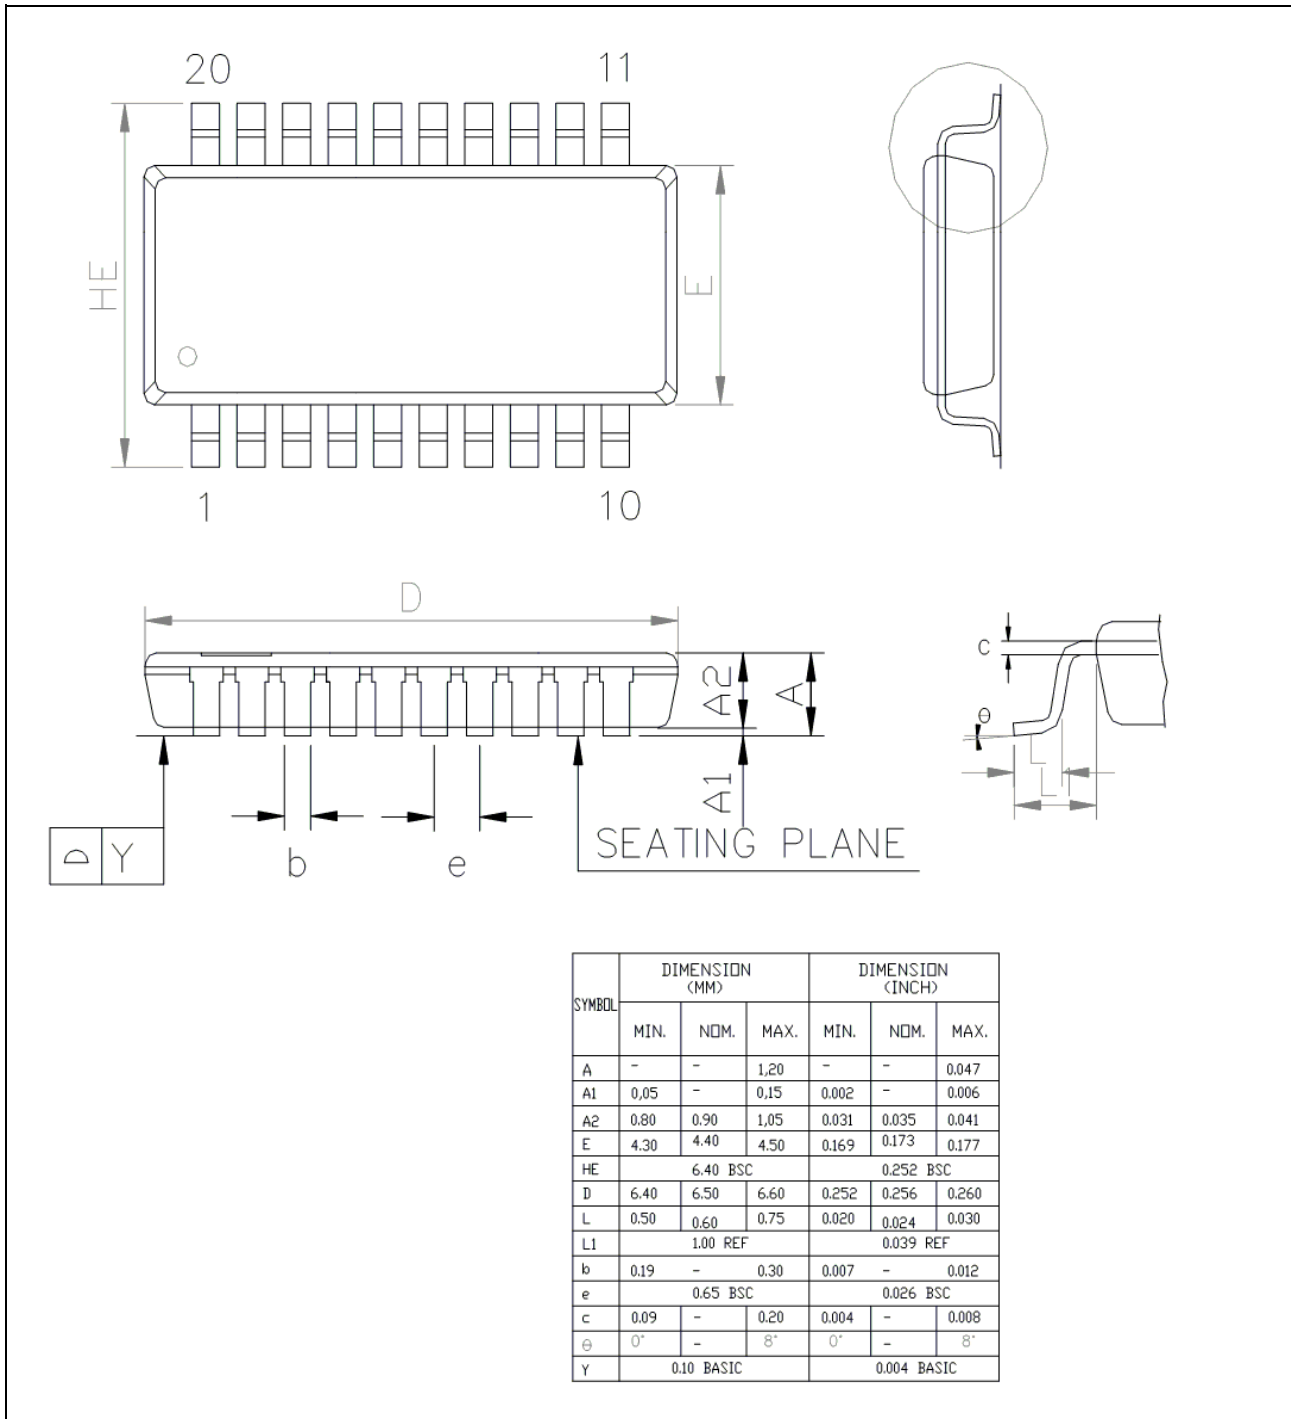 20 11
HE
E
1 10
D
A2
A
A1
SEATING PLANE
b e
Y
C
θ
L
L
SYMBOL DIMENSION (MM) DIMENSION (INCH)
MIN. NOM. MAX. MIN. NOM. MAX.
A - - 1,20 - - 0.047
A1 0,05 - 0,15 0.002 - 0.006
A2 0.80 0.90 1,05 0.031 0.035 0.041
E 4.30 4.40 4.50 0.169 0.173 0.177
HE 6.40 BSC 0.252 BSC
D 6.40 6.50 6.60 0.252 0.256 0.260
L 0.50 0.60 0.75 0.020 0.024 0.030
L1 1.00 REF 0.039 REF
b 0.19 - 0.30 0.007 - 0.012
e 0.65 BSC 0.026 BSC
c 0.09 - 0.20 0.004 - 0.008
θ 0° - 8° 0° - 8°
Y 0.10 BASIC 0.004 BASIC